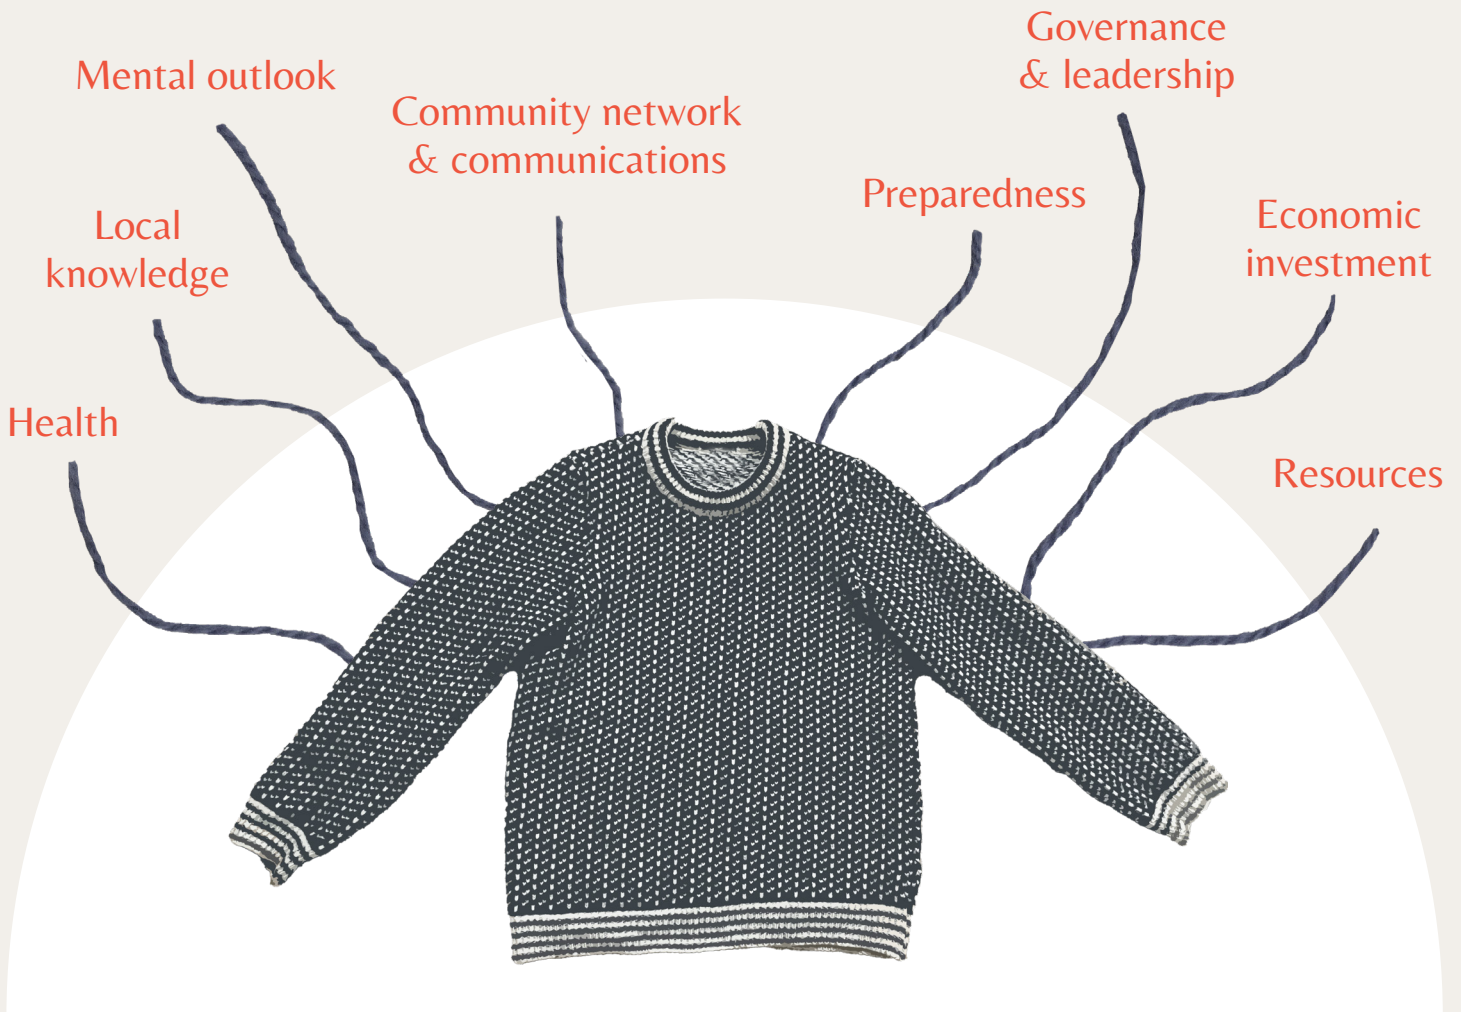 Mental outlook
Community network
& communications
Governance
& leadership
Preparedness
Local
knowledge
Economic
investment
Health
Resources